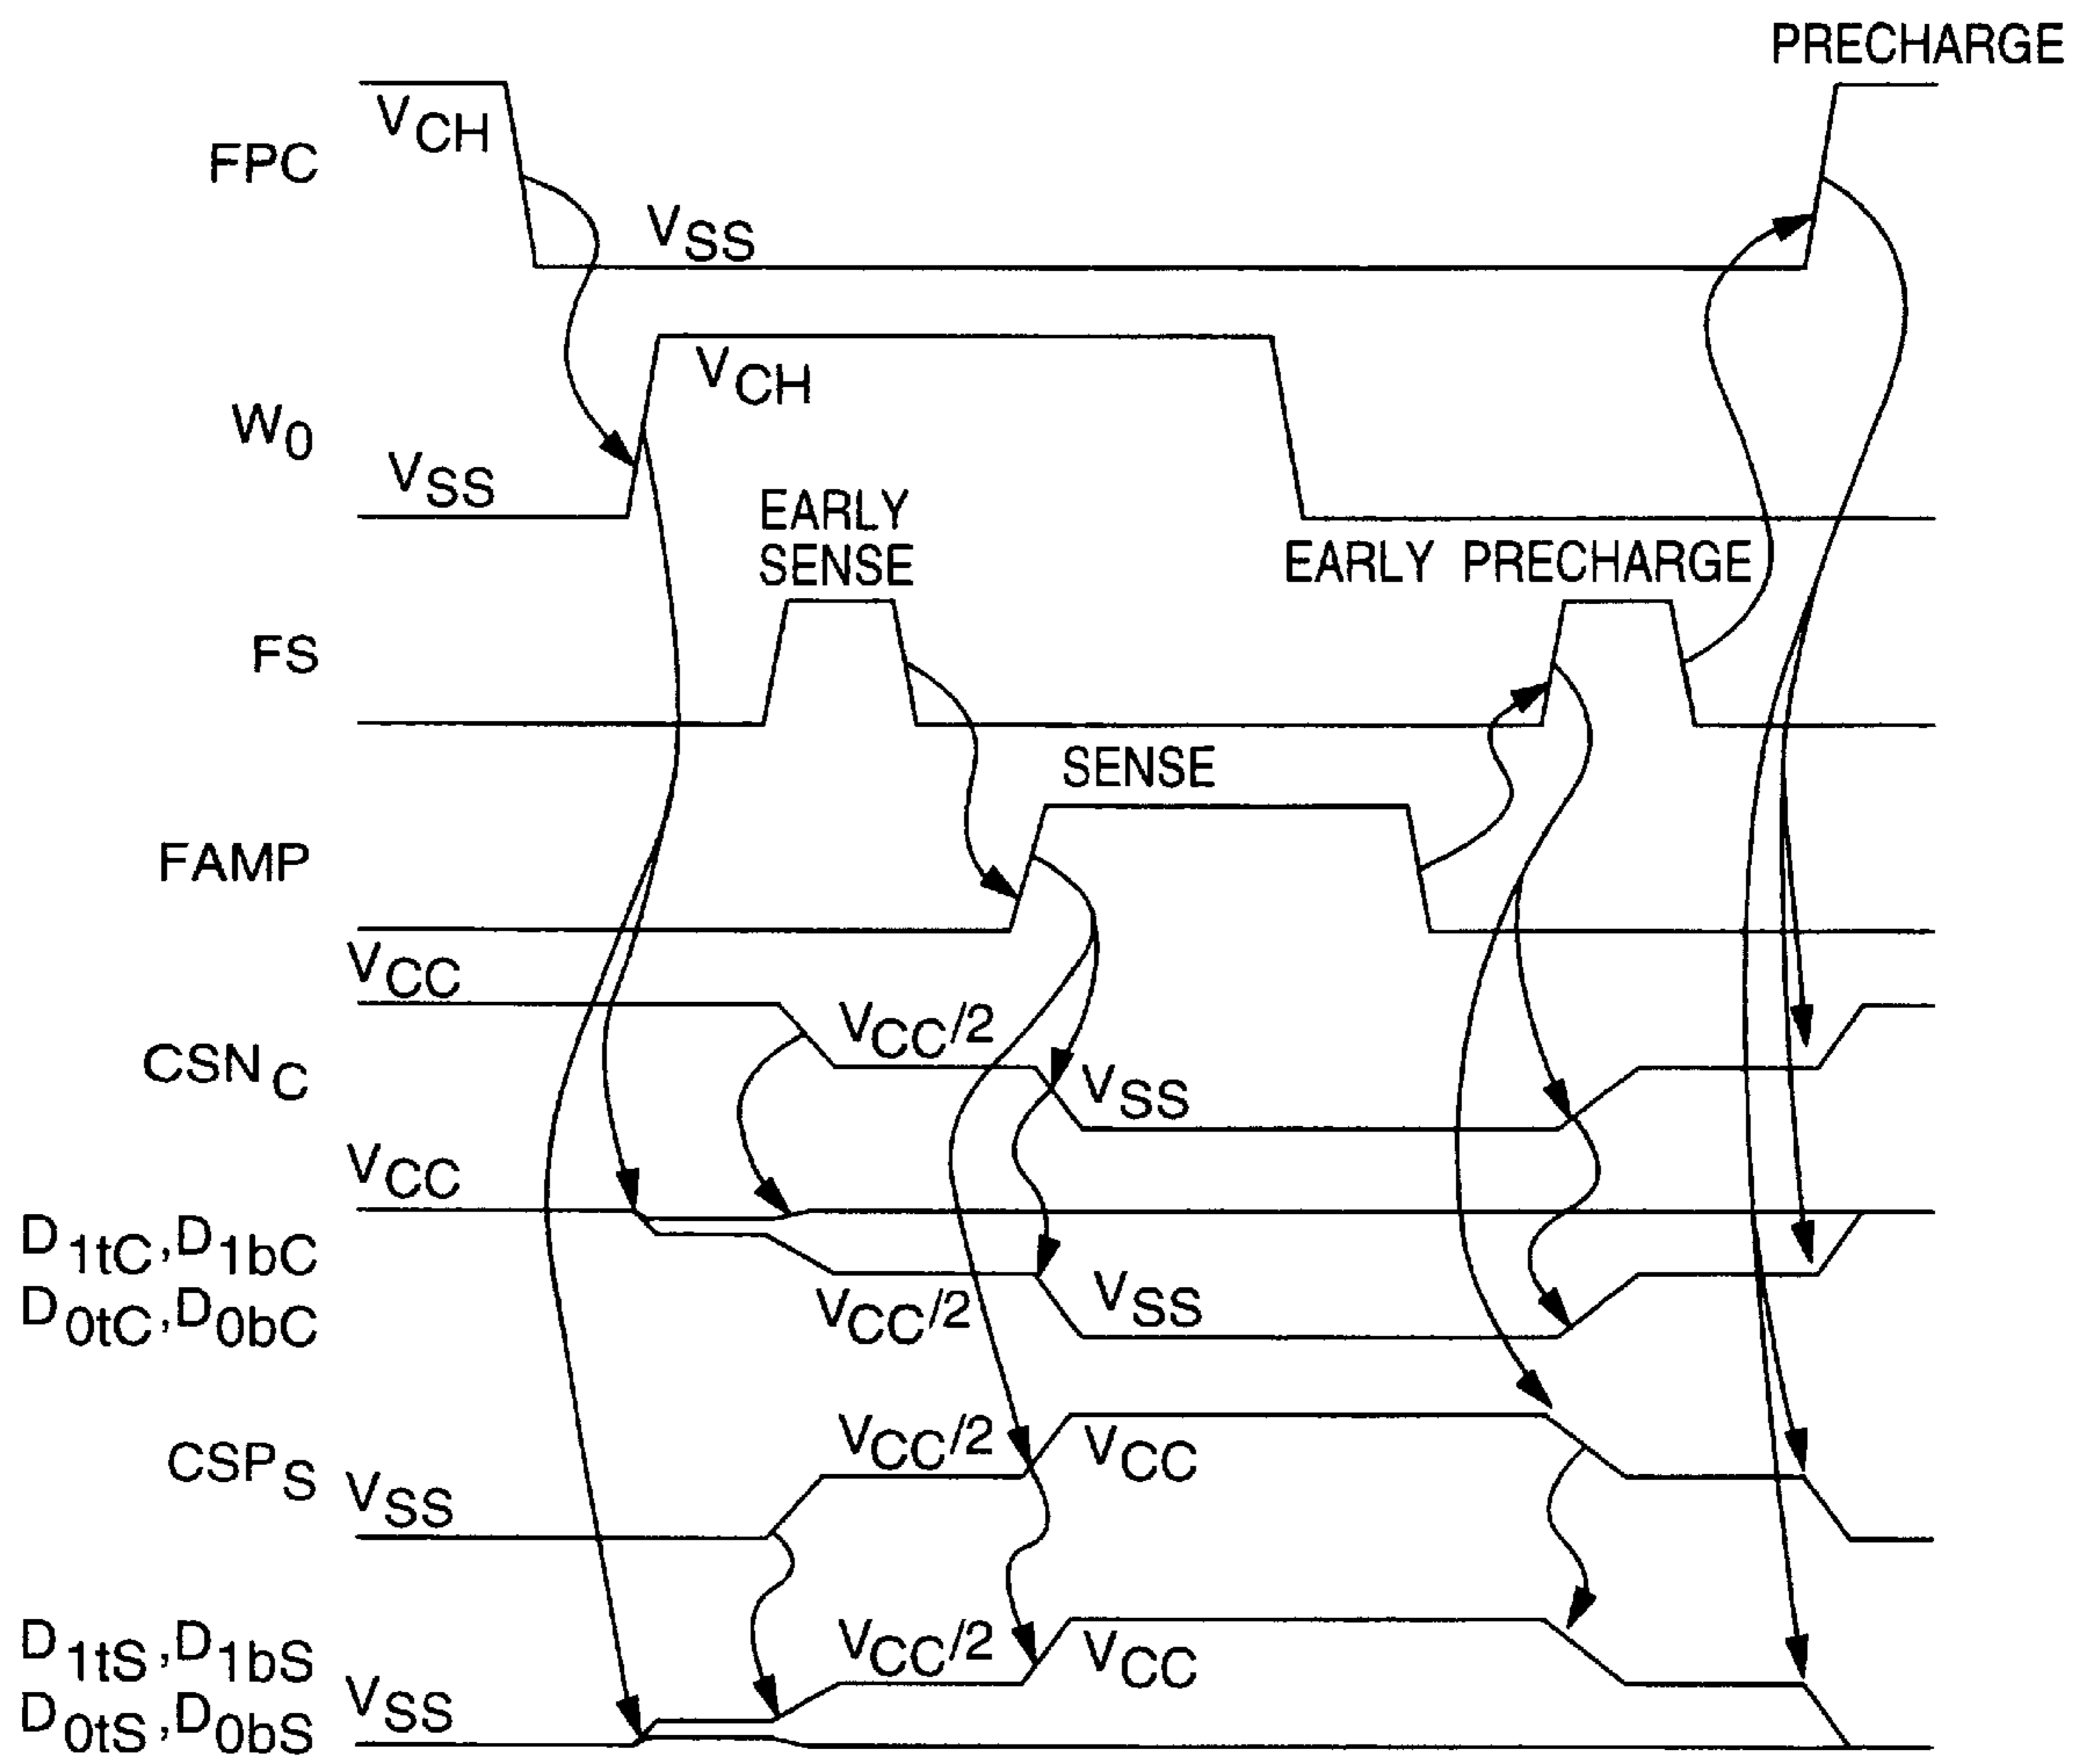 PRECHARGE
FPC
VCH
VSS
W0
VCH
VSS
EARLY
SENSE
EARLY PRECHARGE
FS
SENSE
FAMP
VCC
VCC/2
CSNC
VSS
VCC
D1tC,D1bC
D0tC,D0bC
VCC/2
VSS
VCC/2
CSPS
VSS
VCC
D1tS,D1bS
D0tS,D0bS
VSS
VCC/2
VCC